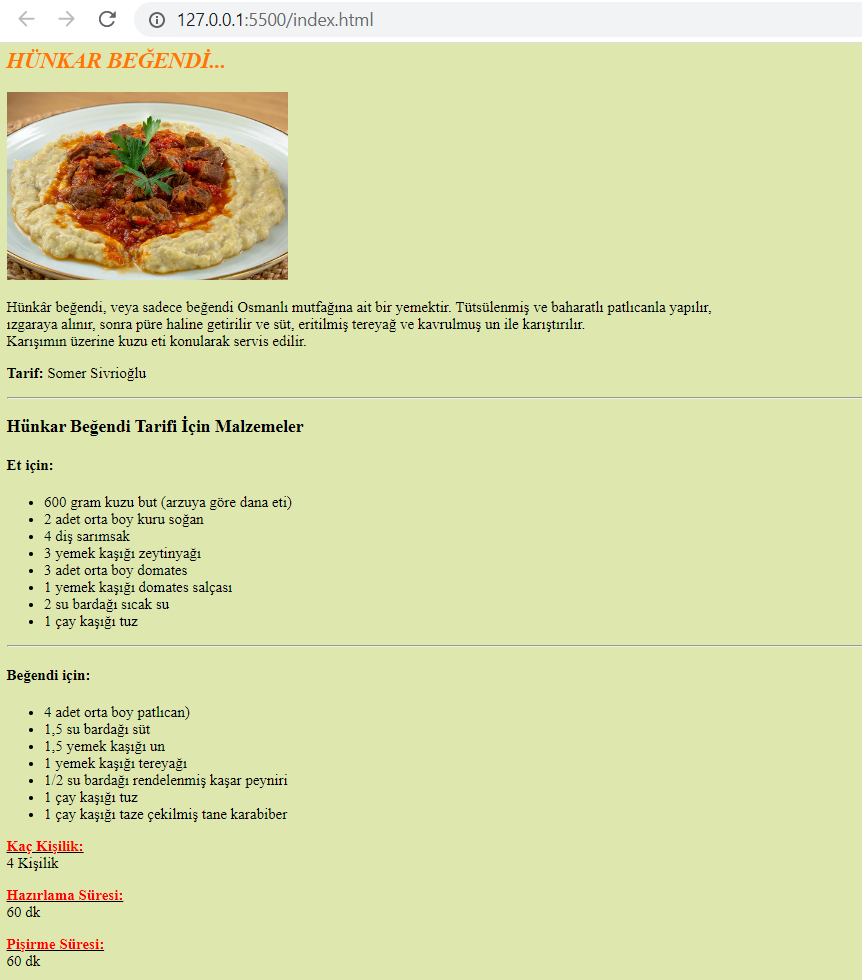 127.0.0.1:5500/index.html
HÜNKAR BEĞENDİ...
Hünkâr beğendi, veya sadece beğendi Osmanlı mutfağına ait bir yemektir. Tütsülenmiş ve baharatlı patlıcanla yapılır,
ızgaraya alınır, sonra püre haline getirilir ve süt, eritilmiş tereyağ ve kavrulmuş un ile karıştırılır.
Karışımın üzerine kuzu eti konularak servis edilir.
Tarif: Somer Sivrioğlu
Hünkar Beğendi Tarifi İçin Malzemeler
Et için:
• 600 gram kuzu but (arzuya göre dana eti)
• 2 adet orta boy kuru soğan
• 4 diş sarımsak
• 3 yemek kaşığı zeytinyağı
• 3 adet orta boy domates
• 1 yemek kaşığı domates salçası
• 2 su bardağı sıcak su
• 1 çay kaşığı tuz
Beğendi için:
• 4 adet orta boy patlıcan)
• 1,5 su bardağı süt
• 1,5 yemek kaşığı un
• 1 yemek kaşığı tereyağı
• 1/2 su bardağı rendelenmiş kaşar peyniri
• 1 çay kaşığı tuz
• 1 çay kaşığı taze çekilmiş tane karabiber
Kaç Kişilik:
4 Kişilik
Hazırlama Süresi:
60 dk
Pişirme Süresi:
60 dk